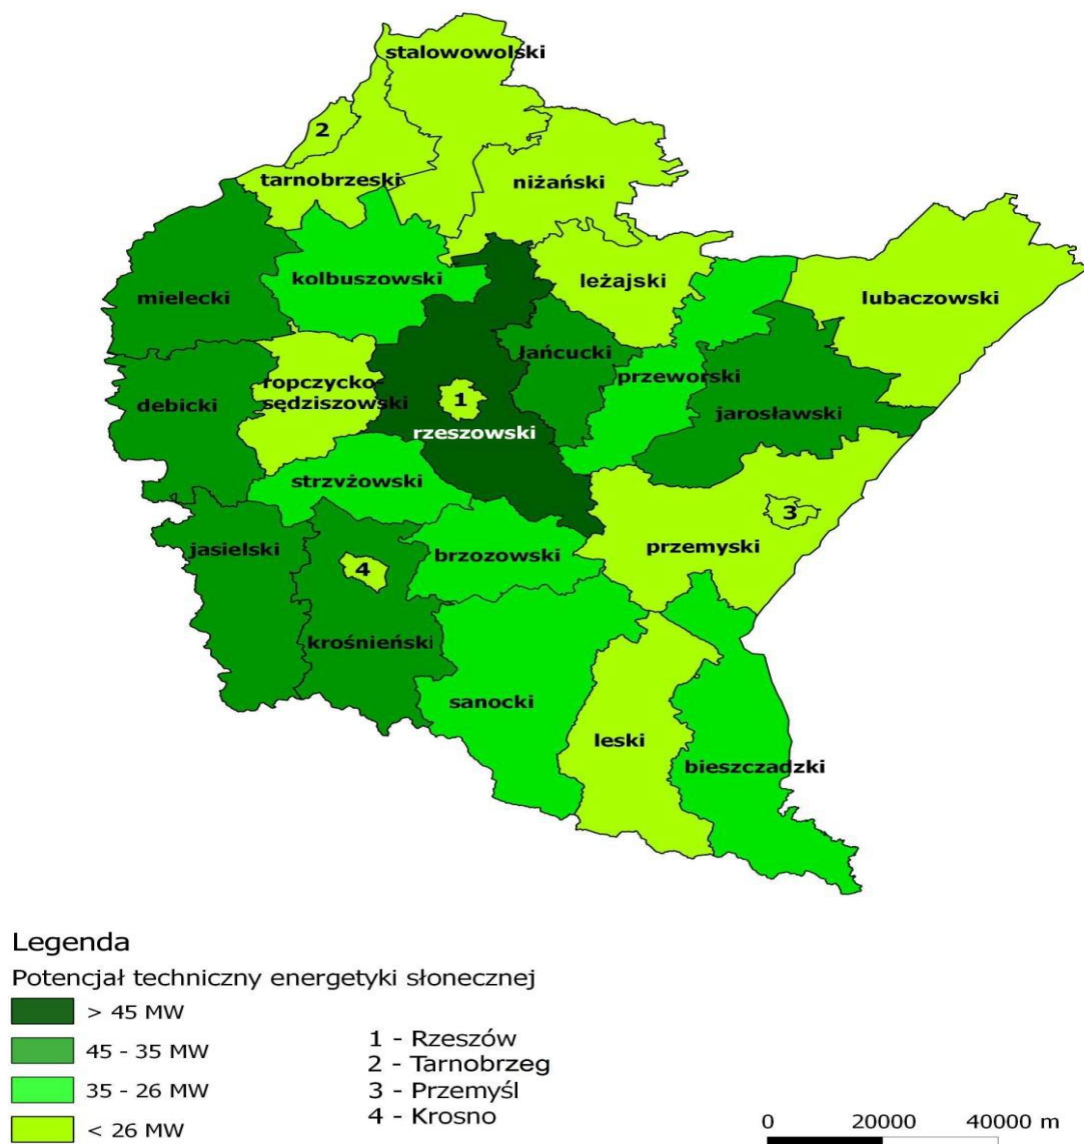 stalowowolski
2
tarnobrzeski
niżański
kolbuszowski
leżajski
mielecki
lubaczowski
łańcucki
ropczycko-
sędziszowski
przeworski
debicki
1
jarosławski
rzeszowski
strzyżowski
3
jasielski
brzozowski
przemyski
4
krośnieński
sanocki
leski
bieszczadzki
Legenda
Potencjał techniczny energetyki słonecznej
> 45 MW
45 - 35 MW
35 - 26 MW
< 26 MW
1 - Rzeszów
2 - Tarnobrzeg
3 - Przemyśl
4 - Krosno
0 20000 40000 m